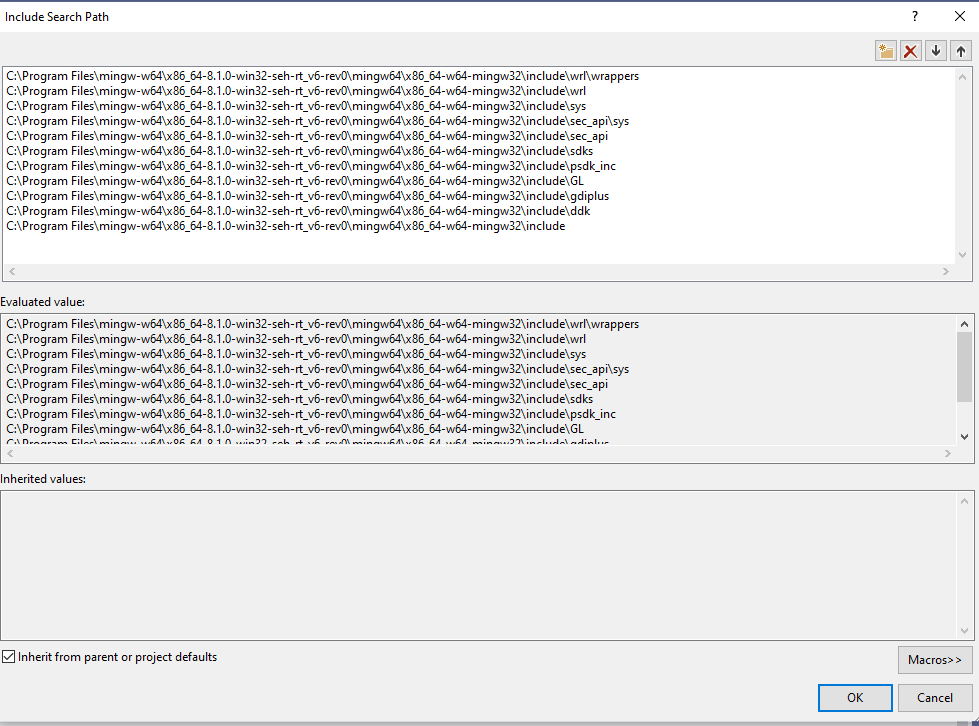 Include Search Path
?
C:\Program Files\mingw-w64\x86_64-8.1.0-win32-seh-rt_v6-rev0\mingw64\x86_64-w64-mingw32\include\wrl\wrappers
C:\Program Files\mingw-w64\x86_64-8.1.0-win32-seh-rt_v6-rev0\mingw64\x86_64-w64-mingw32\include\wrl
C:\Program Files\mingw-w64\x86_64-8.1.0-win32-seh-rt_v6-rev0\mingw64\x86_64-w64-mingw32\include\sys
C:\Program Files\mingw-w64\x86_64-8.1.0-win32-seh-rt_v6-rev0\mingw64\x86_64-w64-mingw32\include\sec_api\sys
C:\Program Files\mingw-w64\x86_64-8.1.0-win32-seh-rt_v6-rev0\mingw64\x86_64-w64-mingw32\include\sec_api
C:\Program Files\mingw-w64\x86_64-8.1.0-win32-seh-rt_v6-rev0\mingw64\x86_64-w64-mingw32\include\sdks
C:\Program Files\mingw-w64\x86_64-8.1.0-win32-seh-rt_v6-rev0\mingw64\x86_64-w64-mingw32\include\psdk_inc
C:\Program Files\mingw-w64\x86_64-8.1.0-win32-seh-rt_v6-rev0\mingw64\x86_64-w64-mingw32\include\GL
C:\Program Files\mingw-w64\x86_64-8.1.0-win32-seh-rt_v6-rev0\mingw64\x86_64-w64-mingw32\include\gdiplus
C:\Program Files\mingw-w64\x86_64-8.1.0-win32-seh-rt_v6-rev0\mingw64\x86_64-w64-mingw32\include\ddk
C:\Program Files\mingw-w64\x86_64-8.1.0-win32-seh-rt_v6-rev0\mingw64\x86_64-w64-mingw32\include
Evaluated value:
C:\Program Files\mingw-w64\x86_64-8.1.0-win32-seh-rt_v6-rev0\mingw64\x86_64-w64-mingw32\include\wrl\wrappers
C:\Program Files\mingw-w64\x86_64-8.1.0-win32-seh-rt_v6-rev0\mingw64\x86_64-w64-mingw32\include\wrl
C:\Program Files\mingw-w64\x86_64-8.1.0-win32-seh-rt_v6-rev0\mingw64\x86_64-w64-mingw32\include\sys
C:\Program Files\mingw-w64\x86_64-8.1.0-win32-seh-rt_v6-rev0\mingw64\x86_64-w64-mingw32\include\sec_api\sys
C:\Program Files\mingw-w64\x86_64-8.1.0-win32-seh-rt_v6-rev0\mingw64\x86_64-w64-mingw32\include\sec_api
C:\Program Files\mingw-w64\x86_64-8.1.0-win32-seh-rt_v6-rev0\mingw64\x86_64-w64-mingw32\include\sdks
C:\Program Files\mingw-w64\x86_64-8.1.0-win32-seh-rt_v6-rev0\mingw64\x86_64-w64-mingw32\include\psdk_inc
C:\Program Files\mingw-w64\x86_64-8.1.0-win32-seh-rt_v6-rev0\mingw64\x86_64-w64-mingw32\include\GL
C:\Program Files\mingw-w64\x86_64-8.1.0-win32-seh-rt_v6-rev0\mingw64\x86_64-w64-mingw32\include\gdiplus
Inherited values:
Inherit from parent or project defaults
Macros>>
OK
Cancel